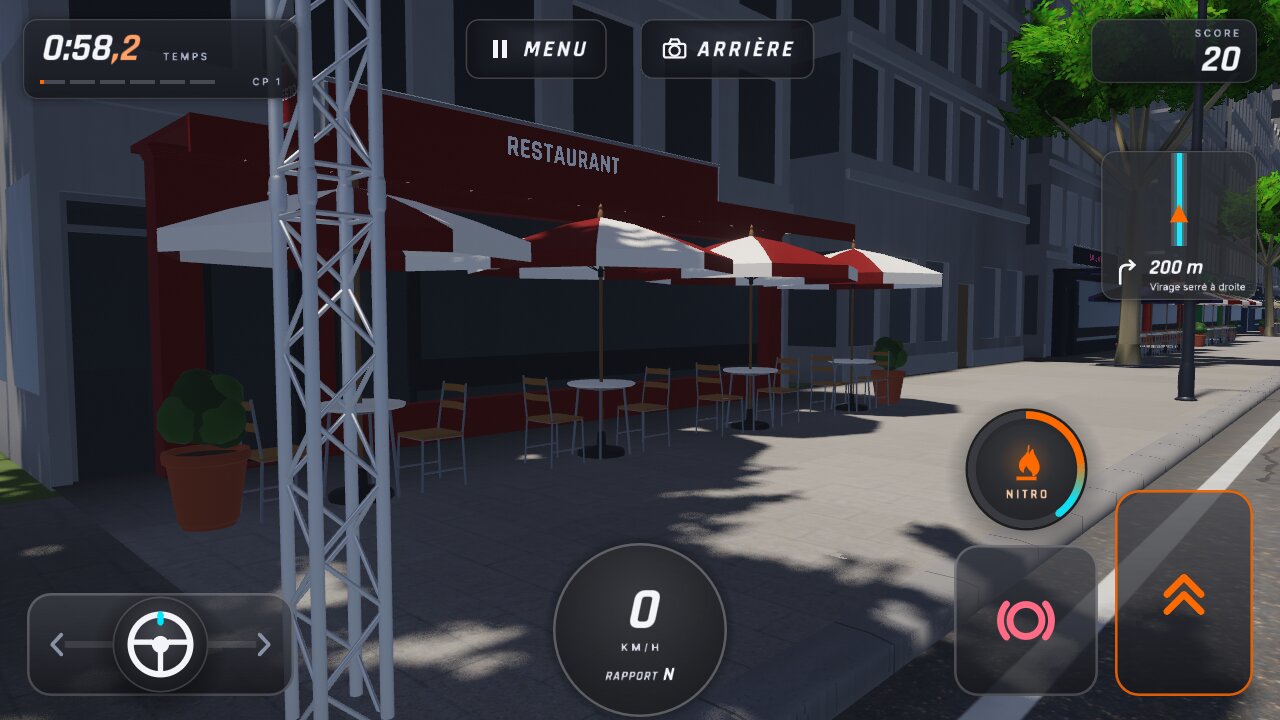 0:58,2 TEMPS
CP 1
MENU
ARRIÈRE
SCORE
20
RESTAURANT
200 m
Virage serré à droite
NITRO
0
KM/H
RAPPORT N